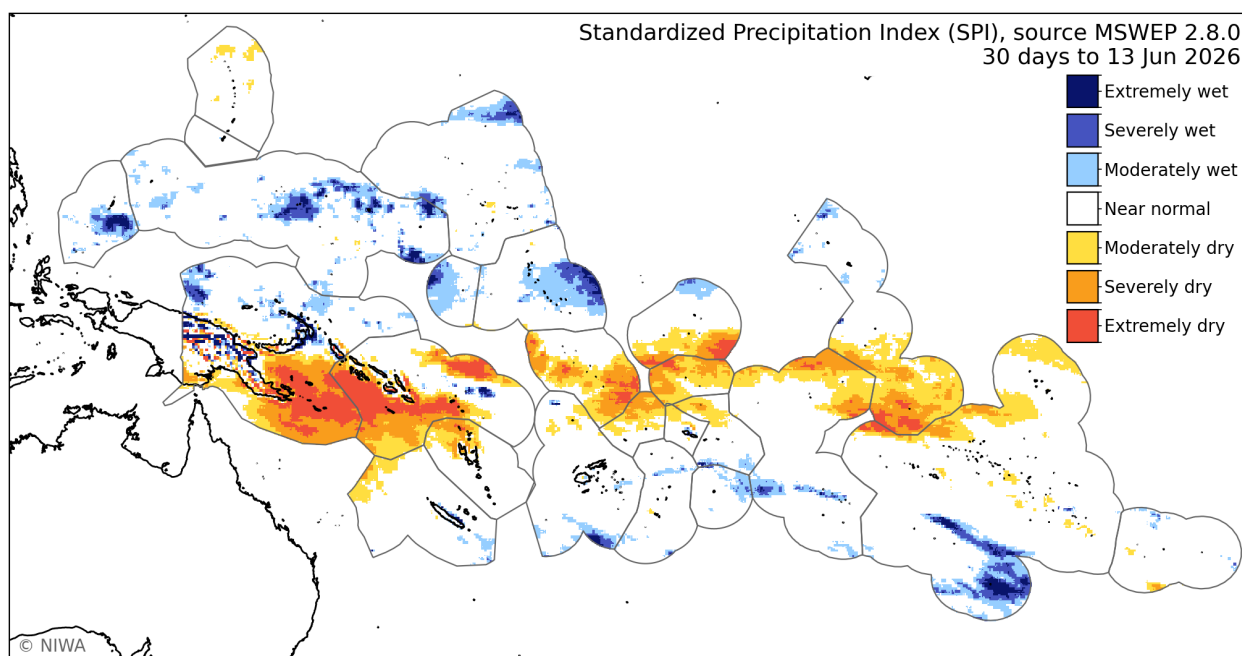 Standardized Precipitation Index (SPI), source MSWEP 2.8.0
30 days to 13 Jun 2026
Extremely wet
Severely wet
Moderately wet
Near normal
Moderately dry
Severely dry
Extremely dry
© NIWA